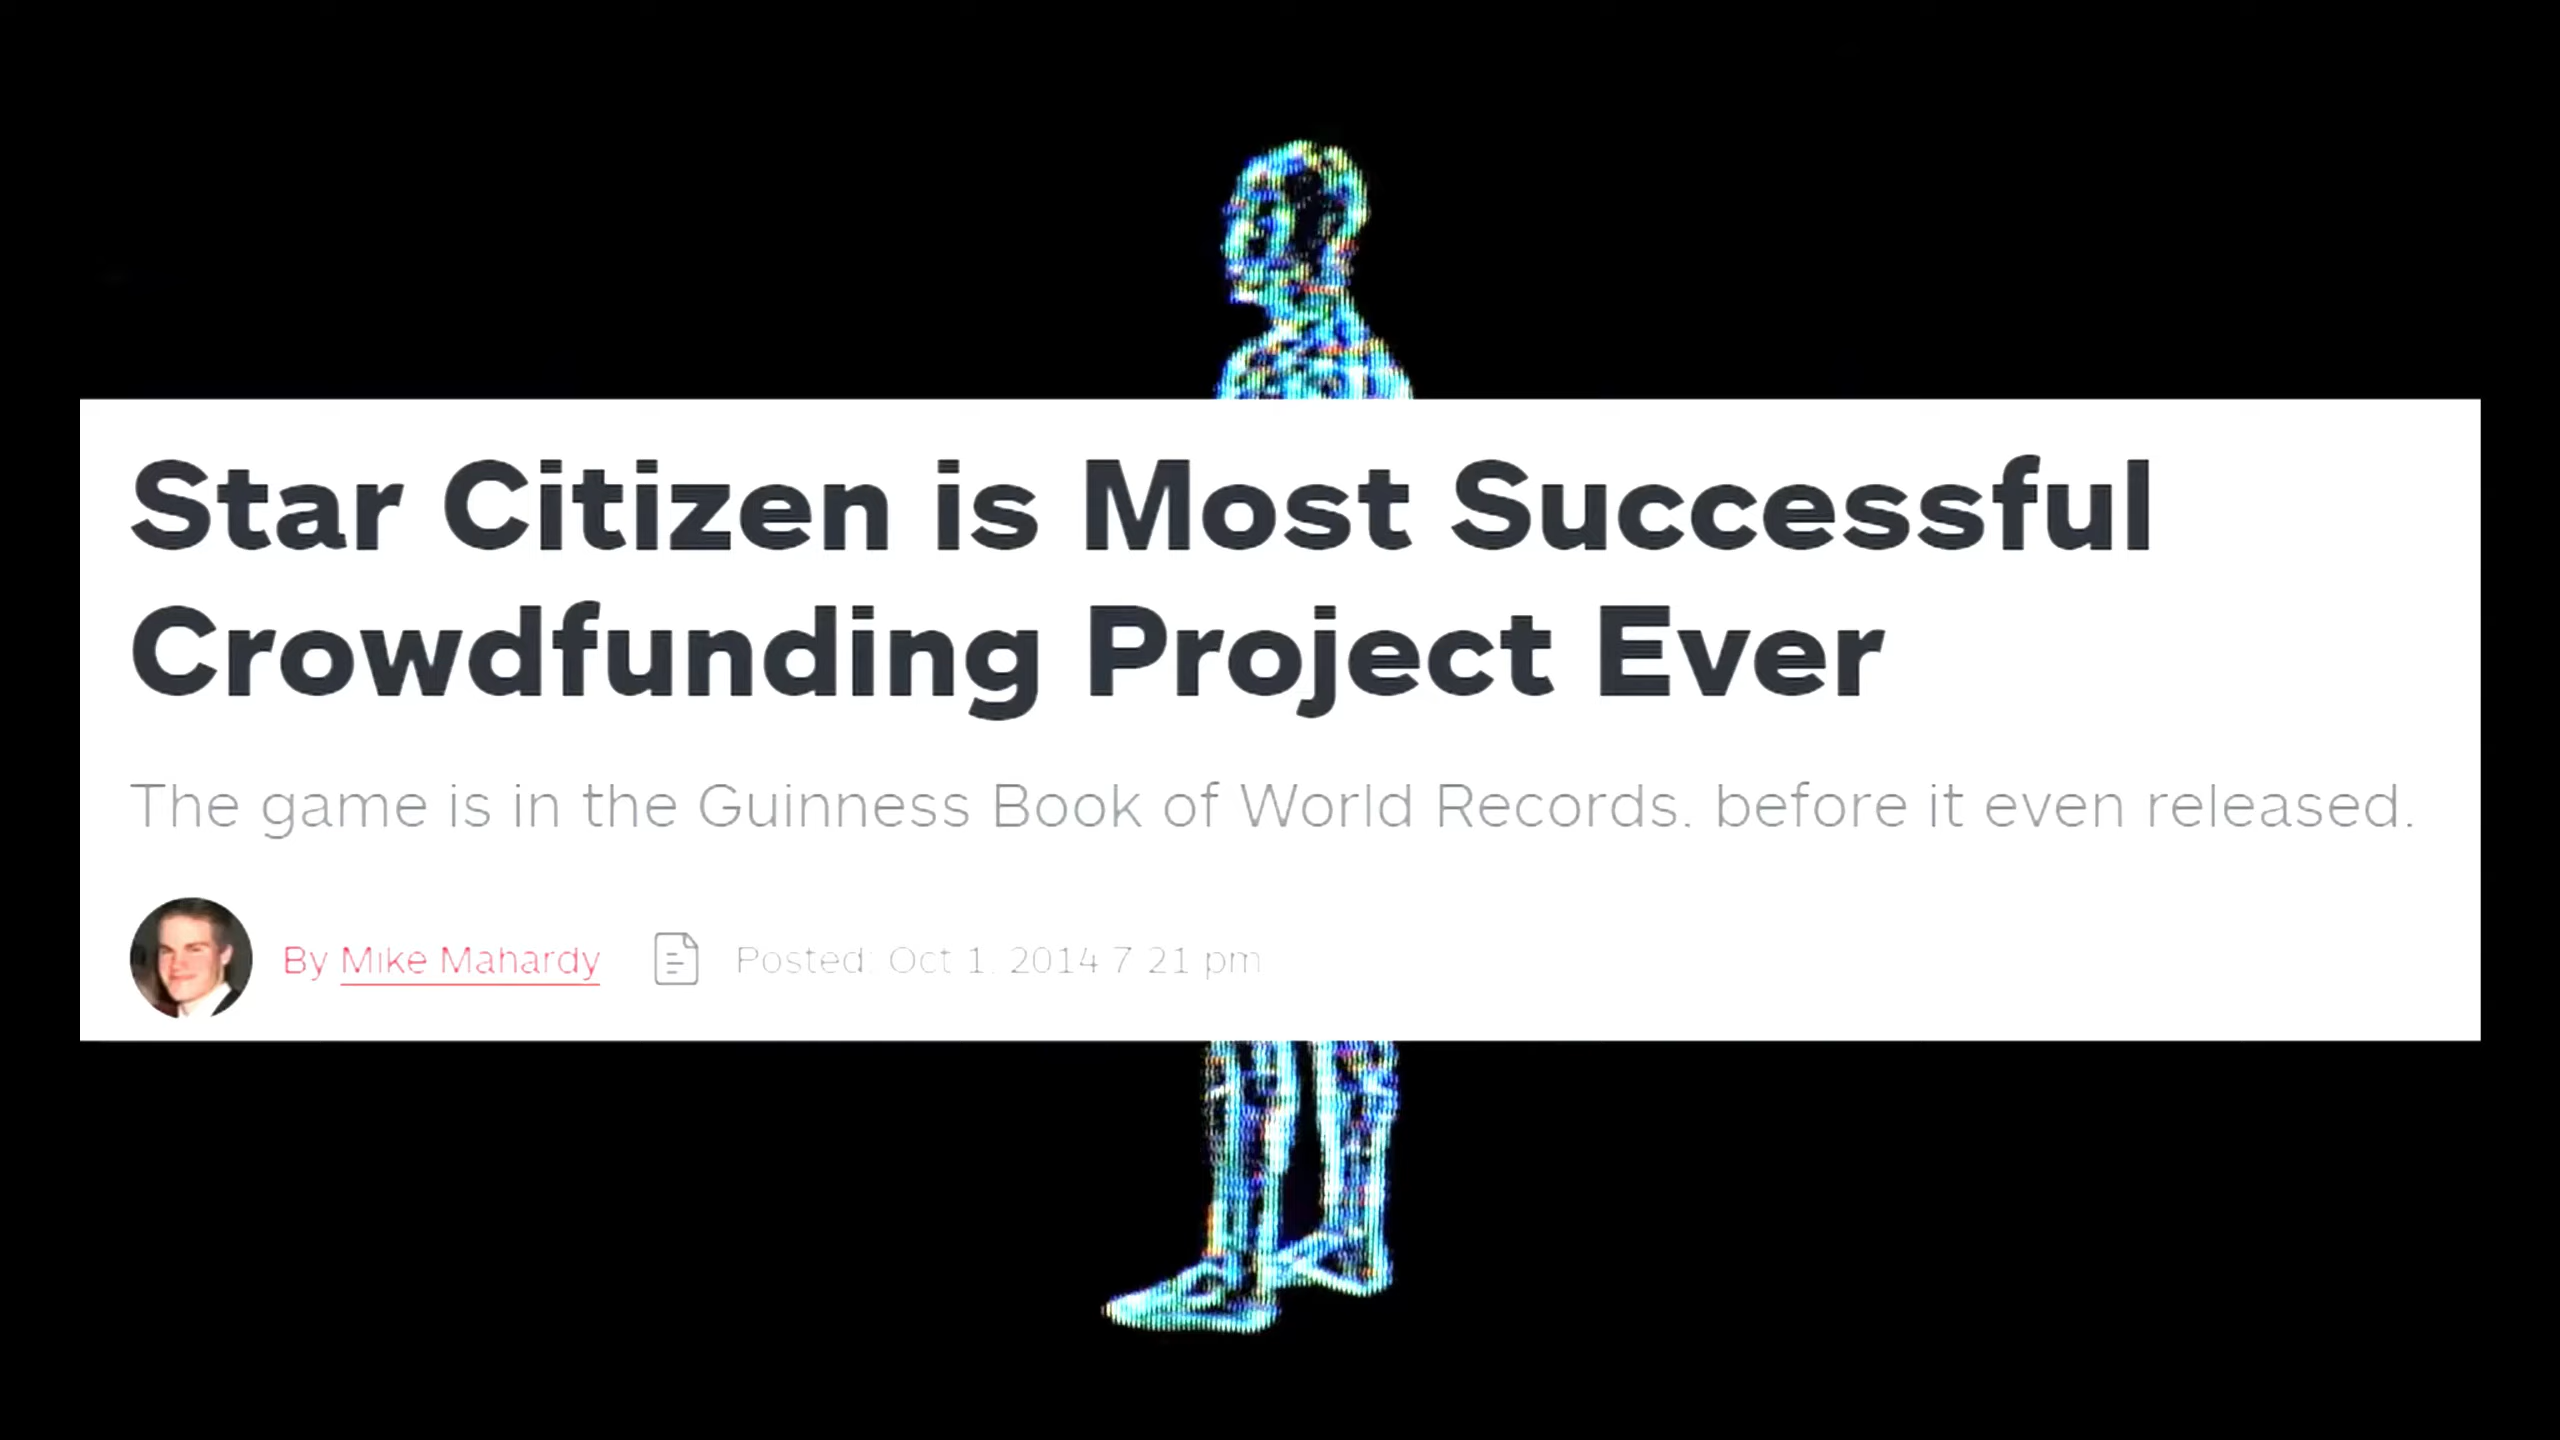 Star Citizen is Most Successful
Crowdfunding Project Ever
The game is in the Guinness Book of World Records. before it even released.
By Mike Mahardy Posted: Oct 1. 2014 7 21 pm